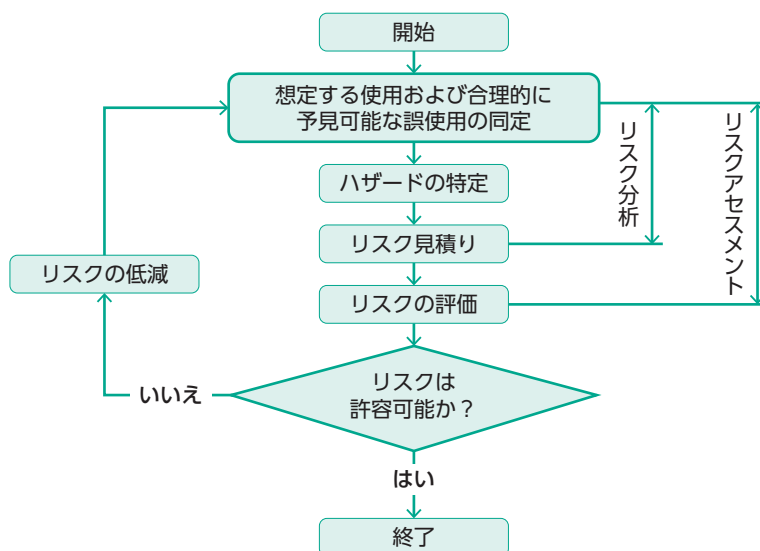 開始
想定する使用および合理的に
予見可能な誤使用の同定
ハザードの特定
リスク見積り
リスクの評価
リスクは
許容可能か？
はい
終了
いいえ
リスクの低減
リスク分析
リスクアセスメント